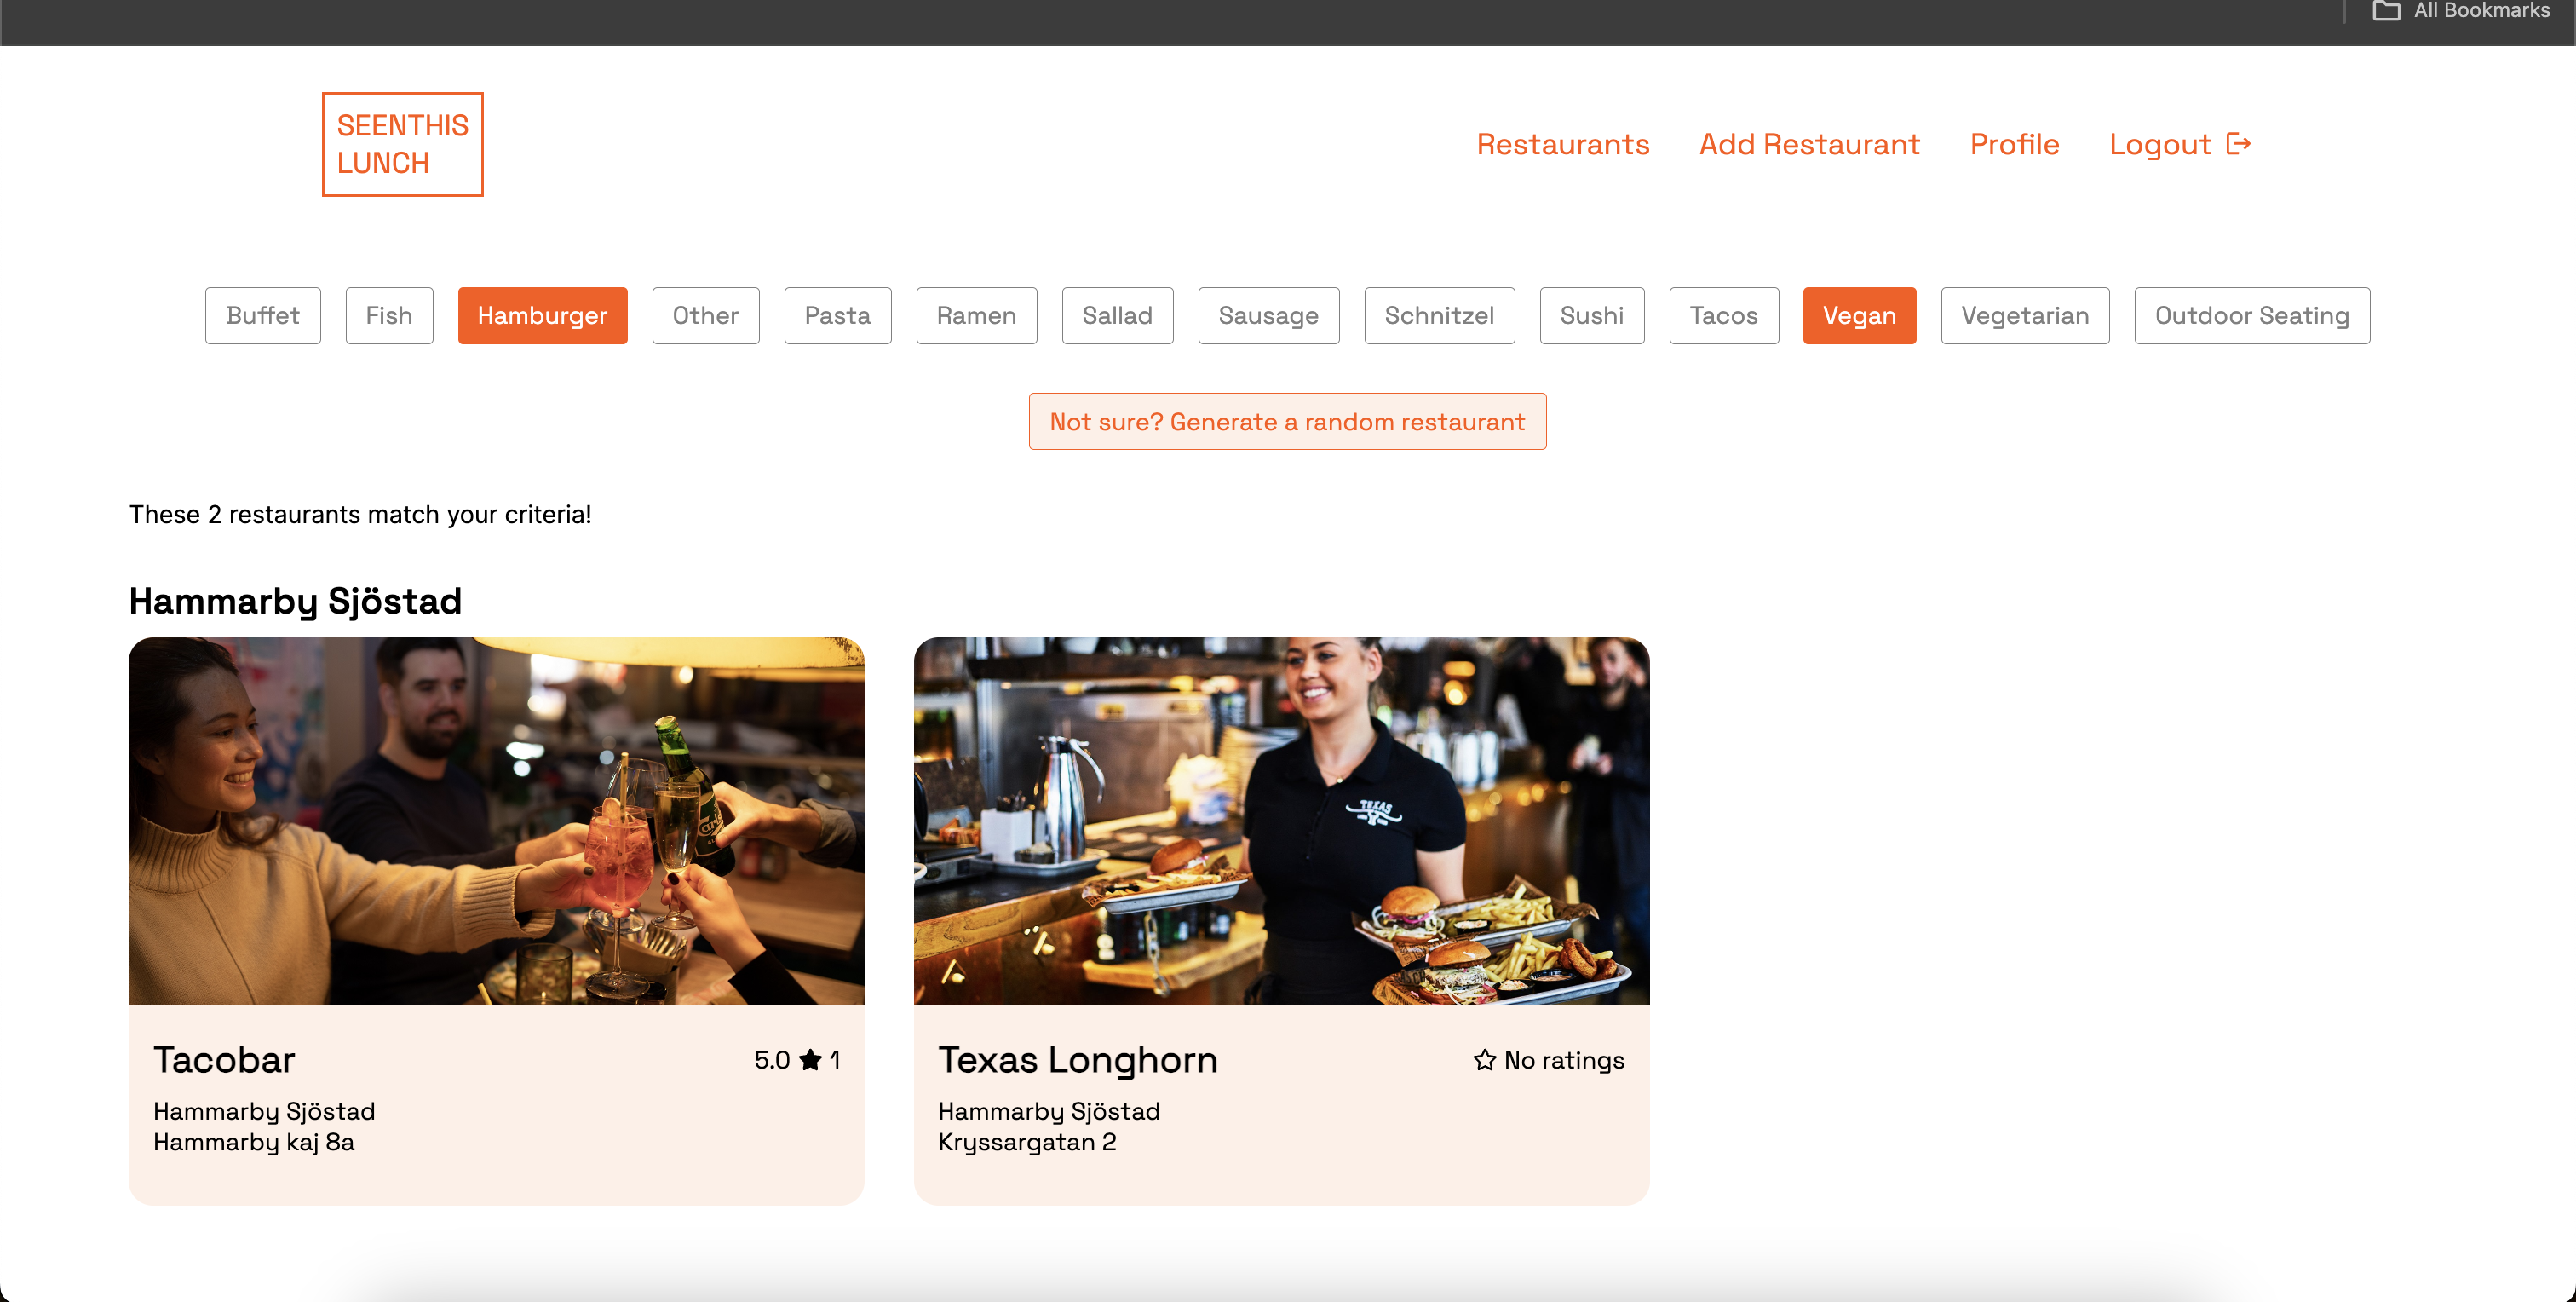 All Bookmarks
SEENTHIS
LUNCH
Restaurants Add Restaurant Profile Logout
Buffet Fish Hamburger Other Pasta Ramen Sallad Sausage Schnitzel Sushi Tacos Vegan Vegetarian Outdoor Seating
Not sure? Generate a random restaurant
These 2 restaurants match your criteria!
Hammarby Sjöstad
TEXAS
Tacobar 5.0 ★ 1
Hammarby Sjöstad
Hammarby kaj 8a
Texas Longhorn ☆ No ratings
Hammarby Sjöstad
Kryssargatan 2